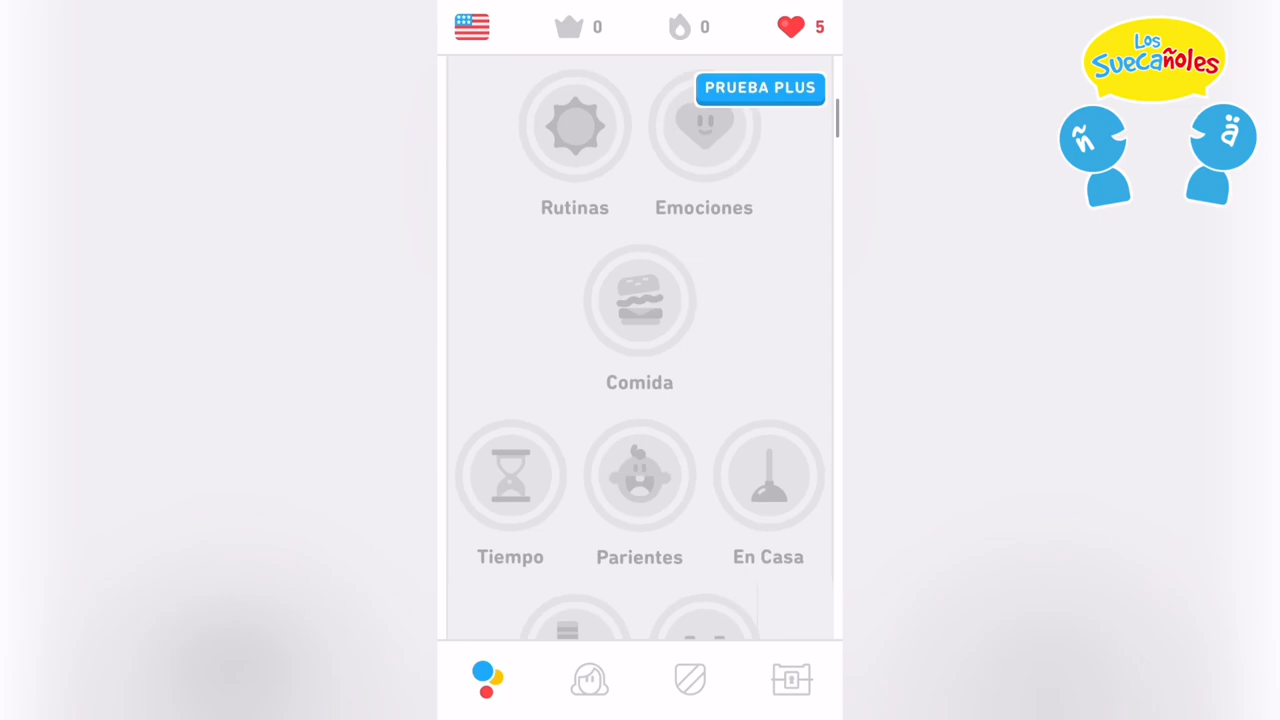 0
0
5
PRUEBA PLUS
Los
Suecañoles
ñ
ä
Rutinas
Emociones
Comida
Tiempo
Parientes
En Casa